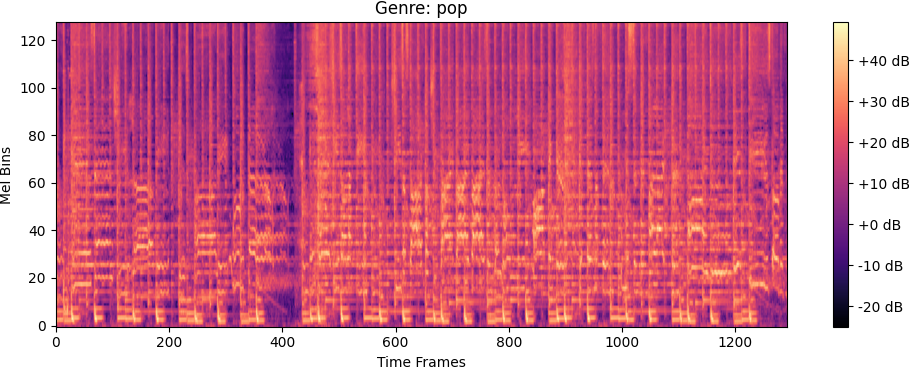 Genre: pop
120
100
80
60
40
20
0
Mel Bins
0 200 400 600 800 1000 1200
Time Frames
+40 dB
+30 dB
+20 dB
+10 dB
+0 dB
-10 dB
-20 dB